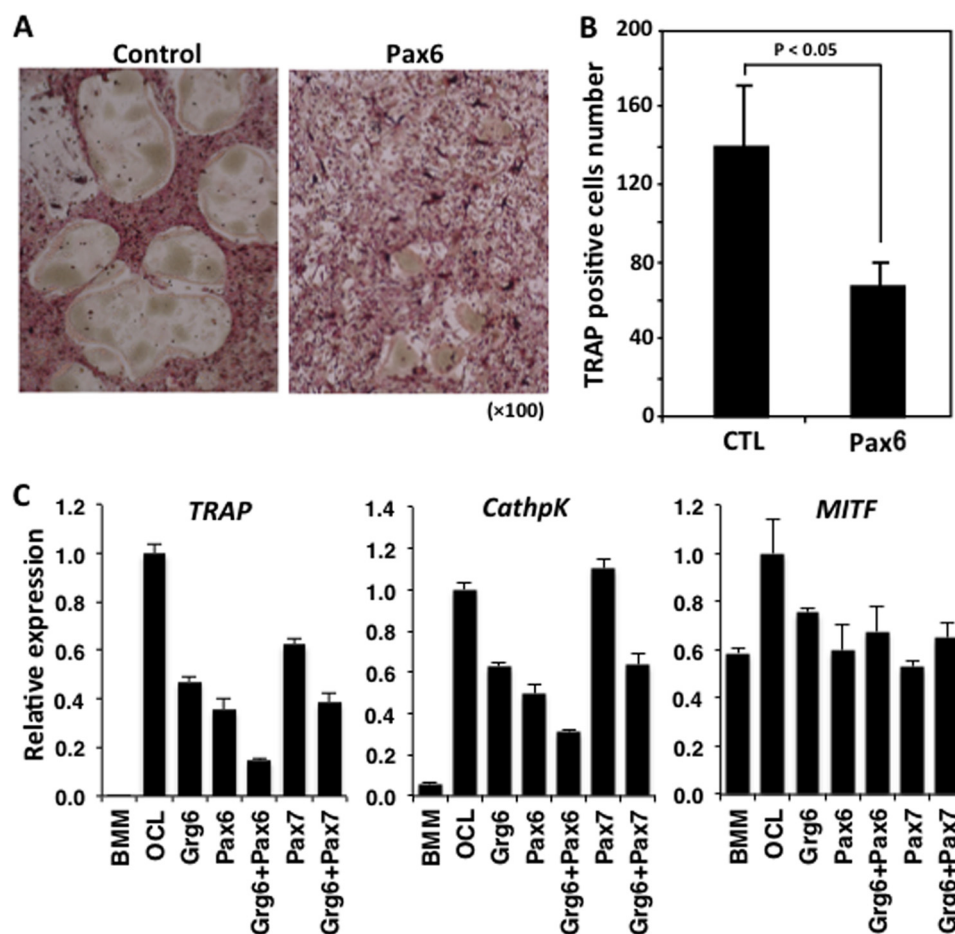 A
Control
Pax6
(×100)
B
TRAP positive cells number
200
160
120
80
40
0
P < 0.05
CTL
Pax6
C
Relative expression
TRAP
1.2
1.0
0.8
0.6
0.4
0.2
0.0
BMM
OCL
Grg6
Pax6
Grg6+Pax6
Pax7
Grg6+Pax7
CathpK
1.4
1.2
1.0
0.8
0.6
0.4
0.2
0.0
BMM
OCL
Grg6
Pax6
Grg6+Pax6
Pax7
Grg6+Pax7
MITF
1.2
1.0
0.8
0.6
0.4
0.2
0.0
BMM
OCL
Grg6
Pax6
Grg6+Pax6
Pax7
Grg6+Pax7